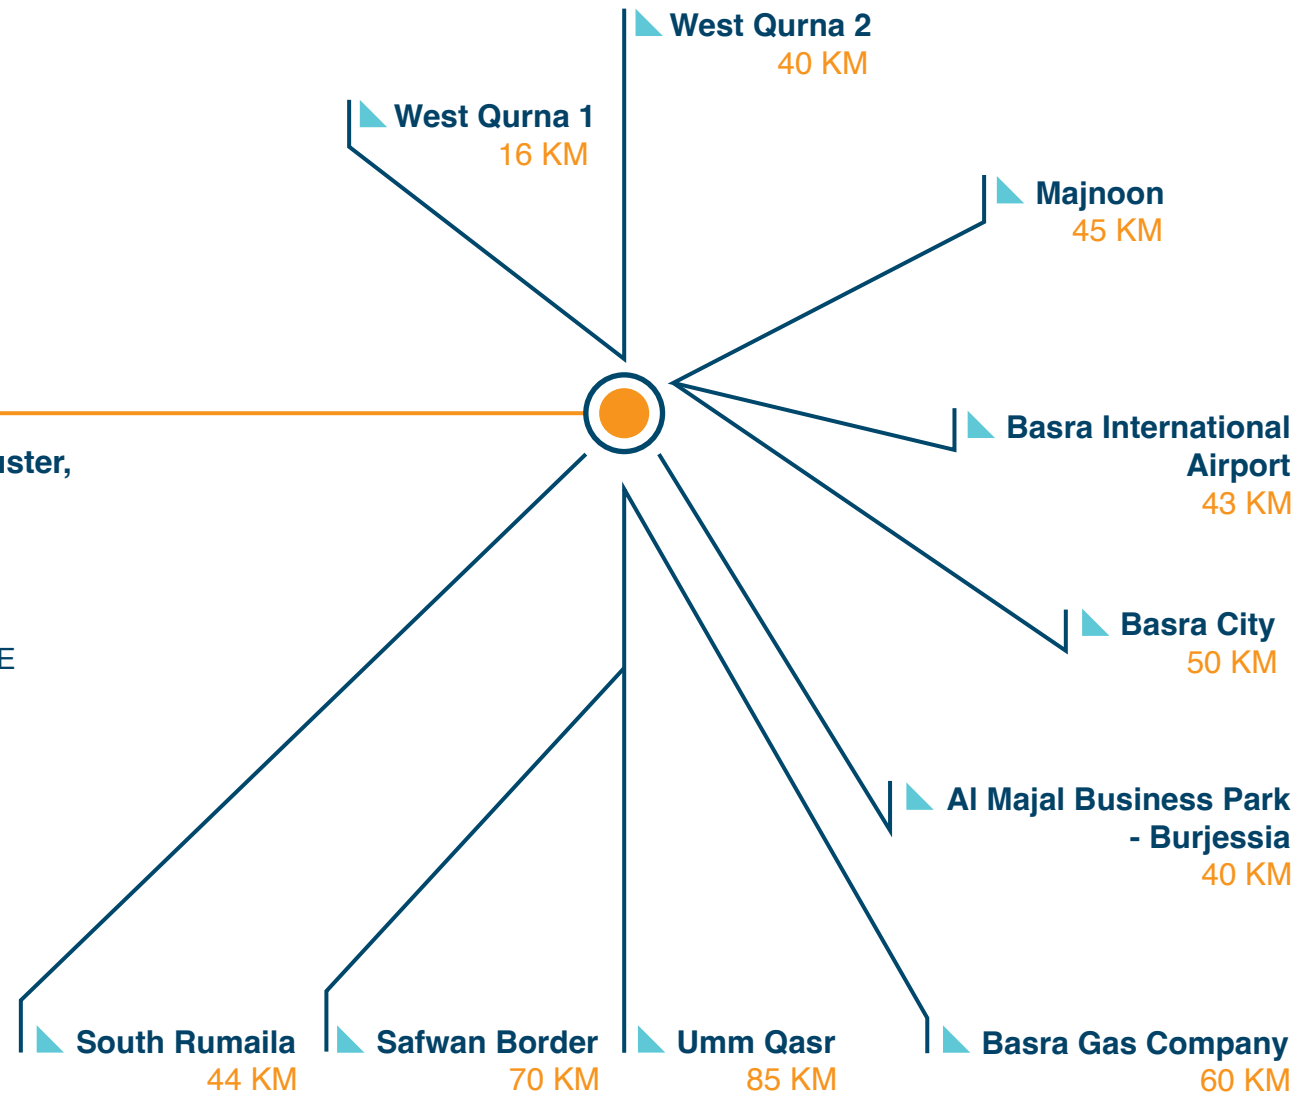 West Qurna 2
40 KM
West Qurna 1
16 KM
Majnoon
45 KM
Basra International
Airport
43 KM
Basra City
50 KM
E
Al Majal Business Park
- Burjessia
40 KM
South Rumaila
44 KM
Safwan Border
70 KM
Umm Qasr
85 KM
Basra Gas Company
60 KM